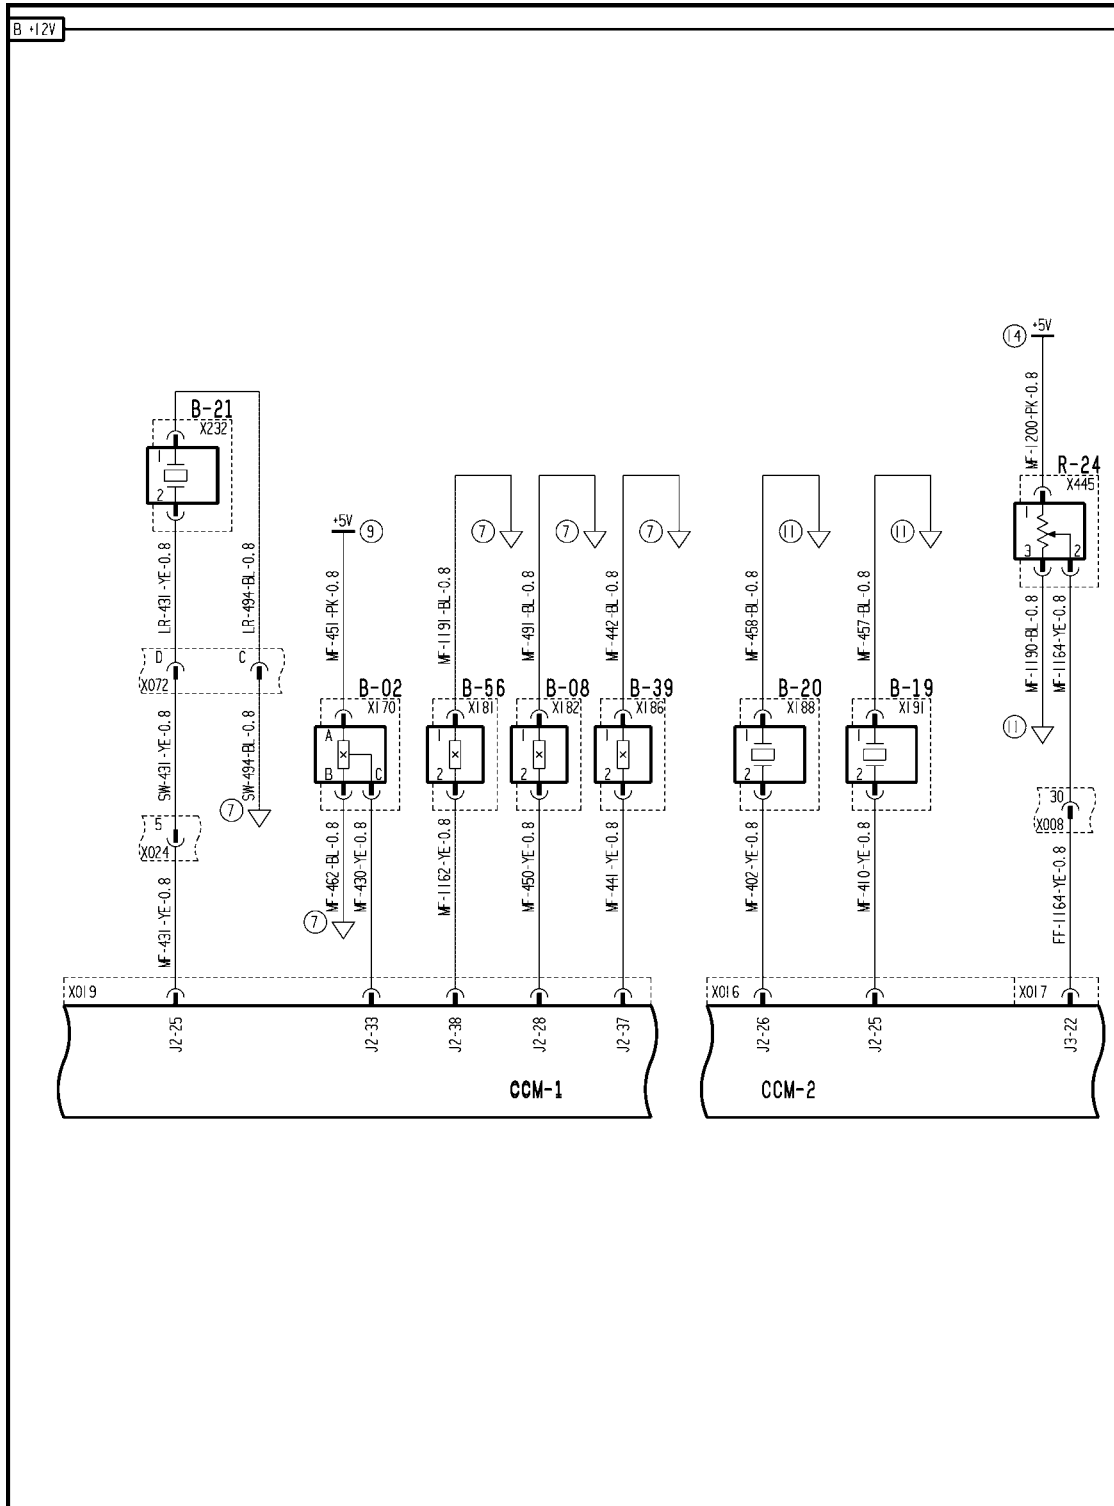 B +12V
14 +5V
MF-1200-PK-0.8
B-21
X232
1
2
R-24
X445
1
3 2
+5V 9
7
7
7
11
11
LR-431-YE-0.8
LR-494-BL-0.8
MF-451-PK-0.8
MF-1191-BL-0.8
MF-491-BL-0.8
MF-442-BL-0.8
MF-458-BL-0.8
MF-457-BL-0.8
MF-1190-BL-0.8
MF-1164-YE-0.8
D C
X072
B-02
X170
A
B C
B-56
X181
1
2
B-08
X182
1
2
B-39
X186
1
2
B-20
X188
1
2
B-19
X191
1
2
11
SW-431-YE-0.8
SW-494-BL-0.8
7
5
X024
30
X008
MF-431-YE-0.8
MF-462-BL-0.8
MF-430-YE-0.8
7
MF-1162-YE-0.8
MF-450-YE-0.8
MF-441-YE-0.8
MF-402-YE-0.8
MF-410-YE-0.8
FF-1164-YE-0.8
X019
X016
X017
J2-25
J2-33
J2-38
J2-28
J2-37
J2-26
J2-25
J3-22
CCM-1
CCM-2